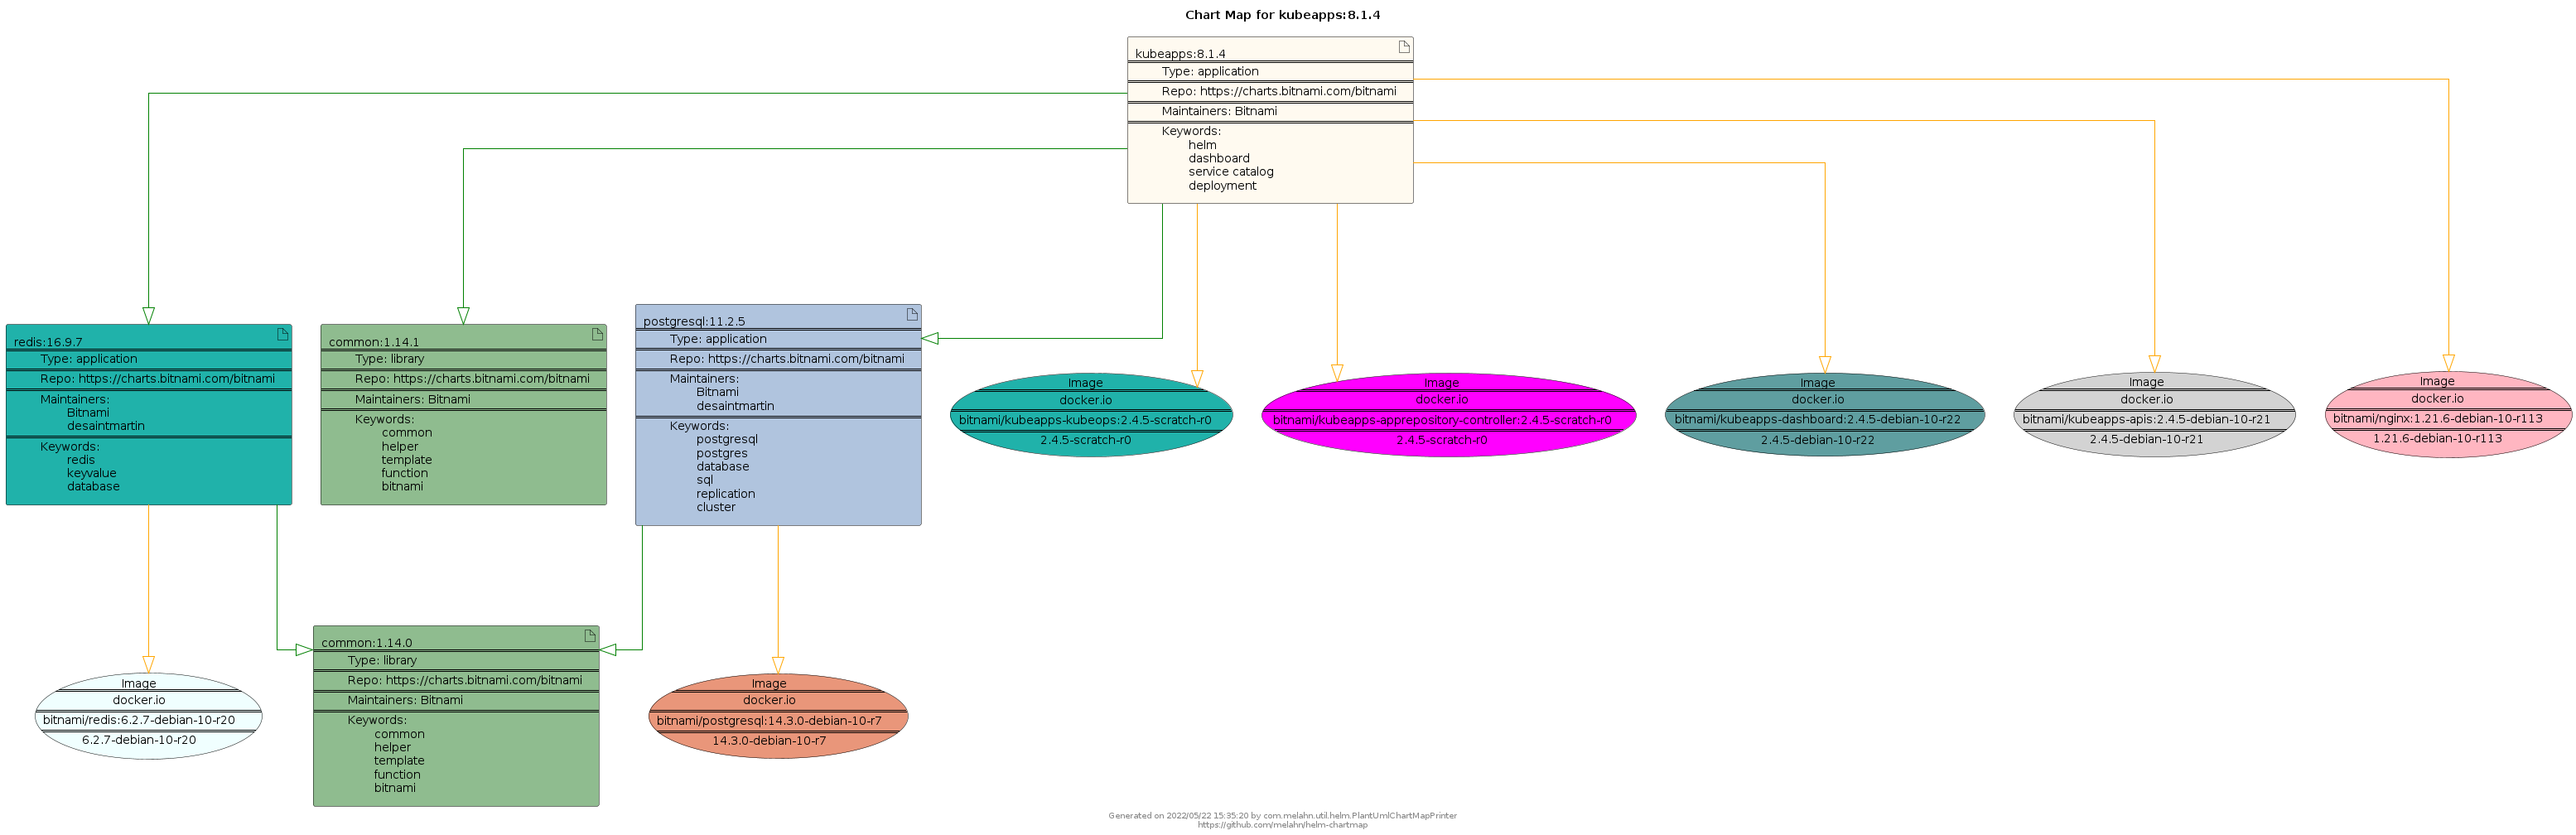 Chart Map for kubeapps:8.1.4
kubeapps:8.1.4
Type: application
Repo: https://charts.bitnami.com/bitnami
Maintainers: Bitnami
Keywords:
helm
dashboard
service catalog
deployment
redis:16.9.7
Type: application
Repo: https://charts.bitnami.com/bitnami
Maintainers:
Bitnami
desaintmartin
Keywords:
redis
keyvalue
database
common:1.14.1
Type: library
Repo: https://charts.bitnami.com/bitnami
Maintainers: Bitnami
Keywords:
common
helper
template
function
bitnami
postgresql:11.2.5
Type: application
Repo: https://charts.bitnami.com/bitnami
Maintainers:
Bitnami
desaintmartin
Keywords:
postgresql
postgres
database
sql
replication
cluster
Image
docker.io
bitnami/kubeapps-kubeops:2.4.5-scratch-r0
2.4.5-scratch-r0
Image
docker.io
bitnami/kubeapps-apprepository-controller:2.4.5-scratch-r0
2.4.5-scratch-r0
Image
docker.io
bitnami/kubeapps-dashboard:2.4.5-debian-10-r22
2.4.5-debian-10-r22
Image
docker.io
bitnami/kubeapps-apis:2.4.5-debian-10-r21
2.4.5-debian-10-r21
Image
docker.io
bitnami/nginx:1.21.6-debian-10-r113
1.21.6-debian-10-r113
Image
docker.io
bitnami/redis:6.2.7-debian-10-r20
6.2.7-debian-10-r20
common:1.14.0
Type: library
Repo: https://charts.bitnami.com/bitnami
Maintainers: Bitnami
Keywords:
common
helper
template
function
bitnami
Image
docker.io
bitnami/postgresql:14.3.0-debian-10-r7
14.3.0-debian-10-r7
Generated on 2022/05/22 15:35:20 by com.melahn.util.helm.PlantUmlChartMapPrinter
https://github.com/melahn/helm-chartmap